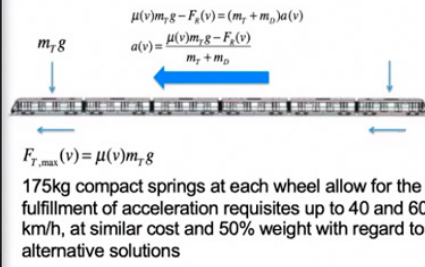 μ(v)m_T g − F_R(v) = (m_T + m_D)a(v)
m_T g
a(v) = μ(v)m_T g − F_R(v) / m_T + m_D
F_T,max(v) = μ(v)m_T g
175kg compact springs at each wheel allow for the
fulfillment of acceleration requisites up to 40 and 60
km/h, at similar cost and 50% weight with regard to
alternative solutions